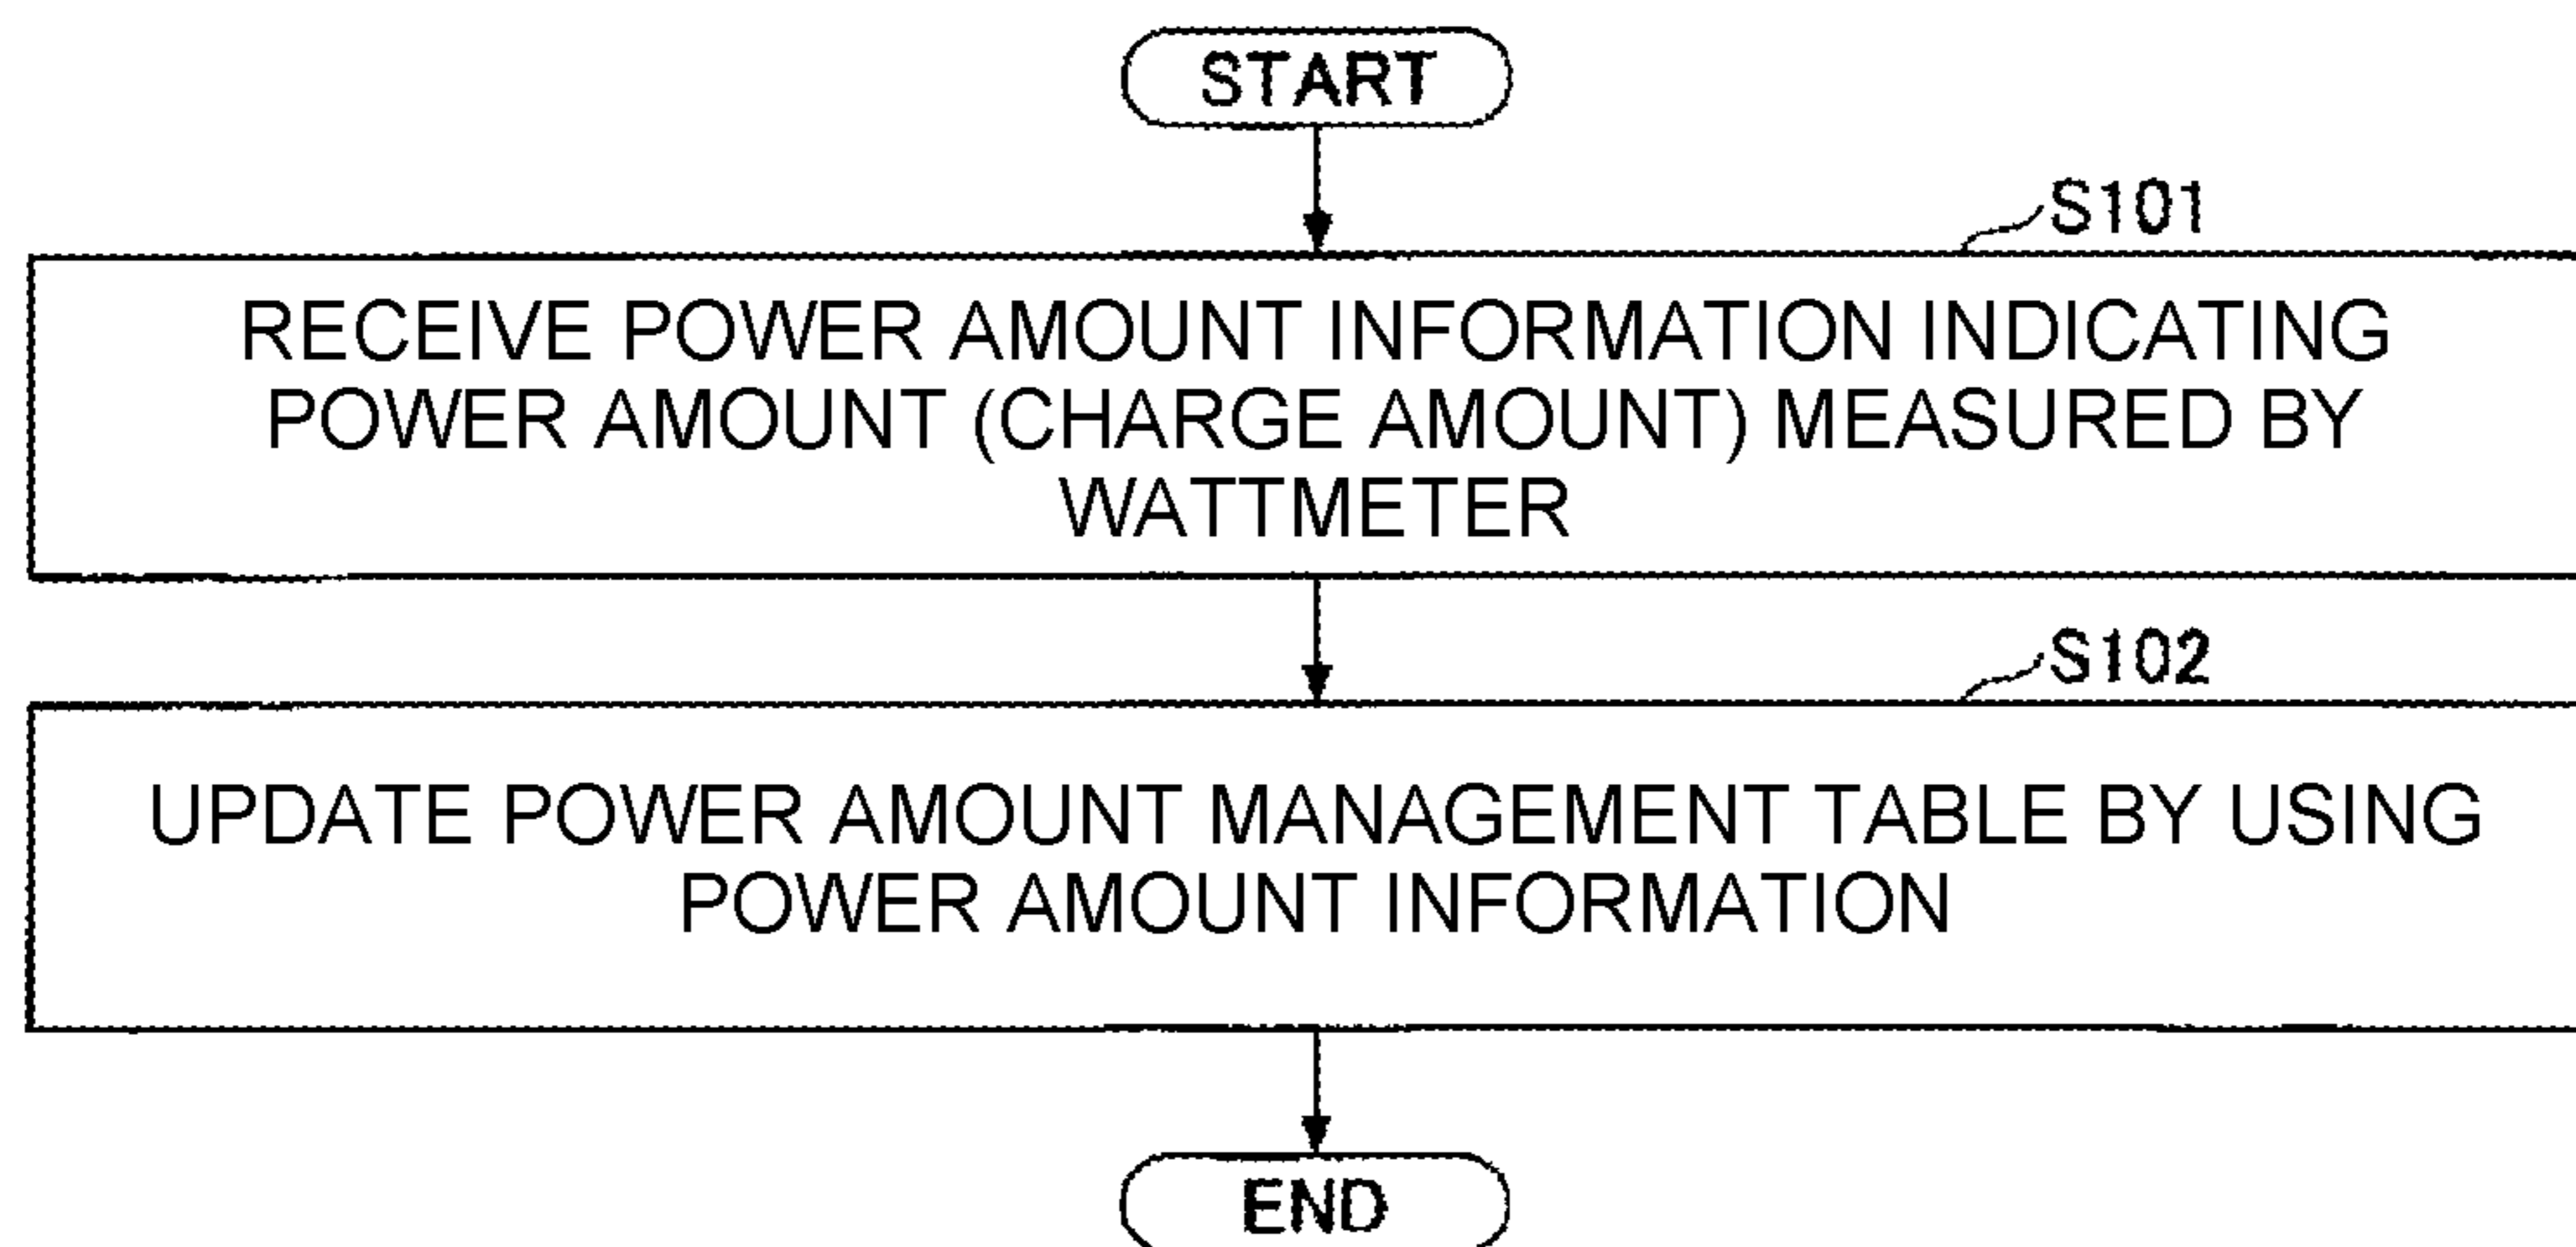 START
S101
RECEIVE POWER AMOUNT INFORMATION INDICATING
POWER AMOUNT (CHARGE AMOUNT) MEASURED BY
WATTMETER
S102
UPDATE POWER AMOUNT MANAGEMENT TABLE BY USING
POWER AMOUNT INFORMATION
END